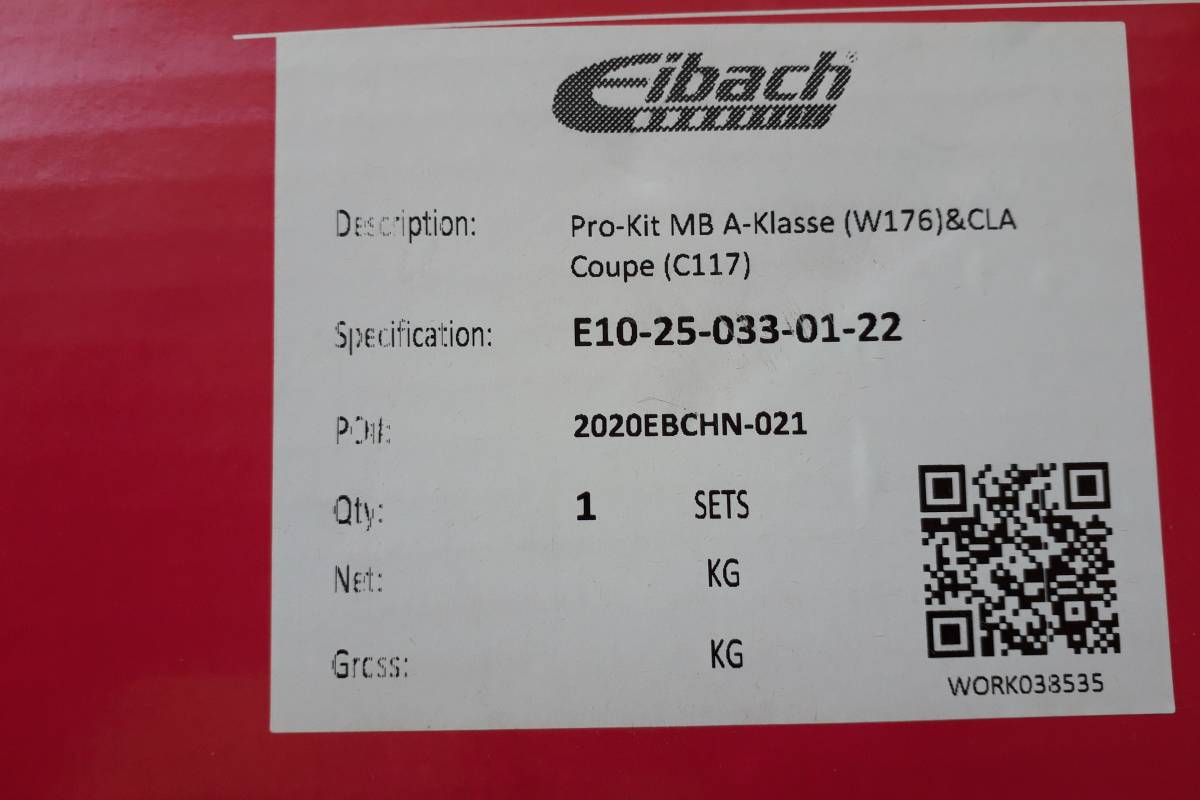 Eibach®
Description: Pro-Kit MB A-Klasse (W176)&CLA
Coupe (C117)
Specification: E10-25-033-01-22
PO#: 2020EBCHN-021
Qty: 1 SETS
Net: KG
Gross: KG
WORK038535